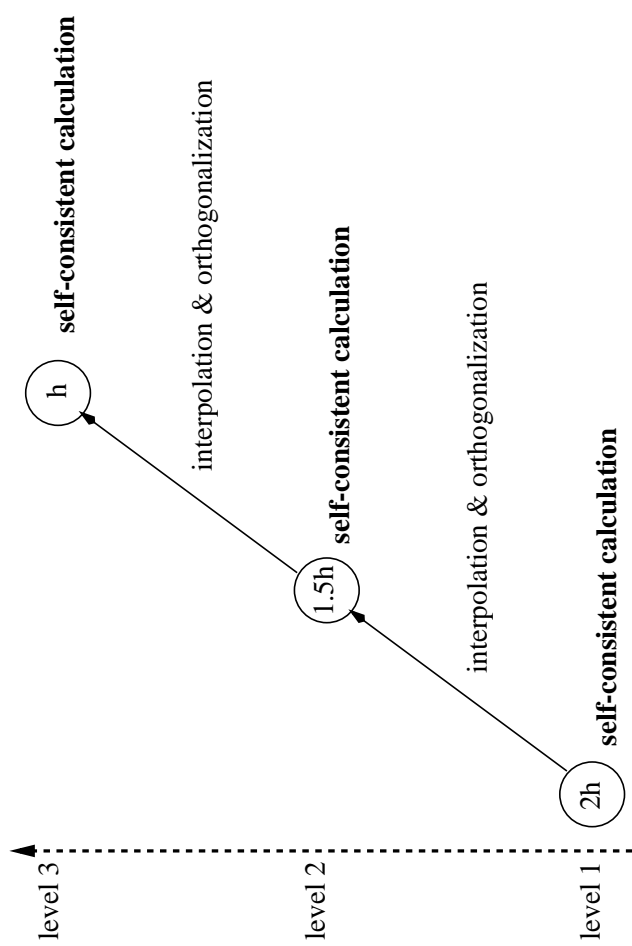 level 3
h
self-consistent calculation
interpolation & orthogonalization
level 2
1.5h
self-consistent calculation
interpolation & orthogonalization
level 1
2h
self-consistent calculation